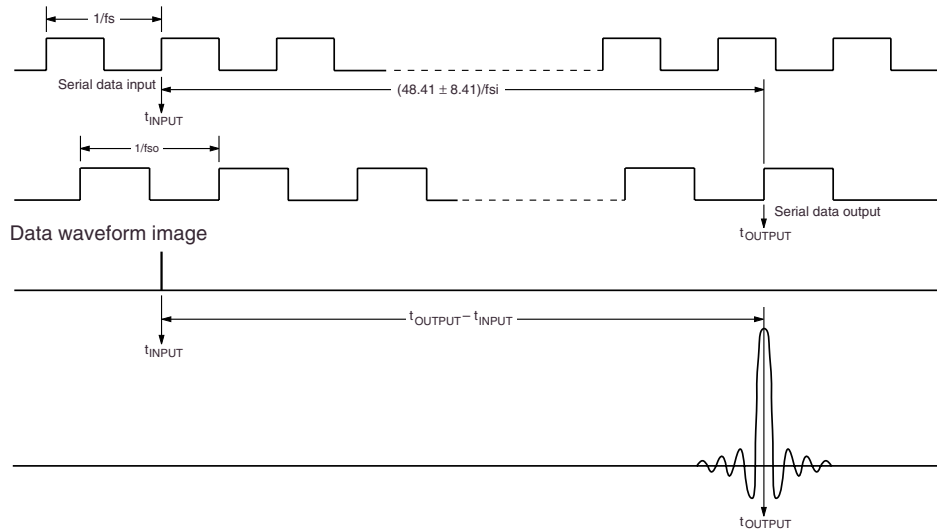 1/fs
Serial data input
(48.41 ± 8.41)/fsi
tINPUT
1/fso
Serial data output
tOUTPUT
Data waveform image
tOUTPUT – tINPUT
tINPUT
tOUTPUT